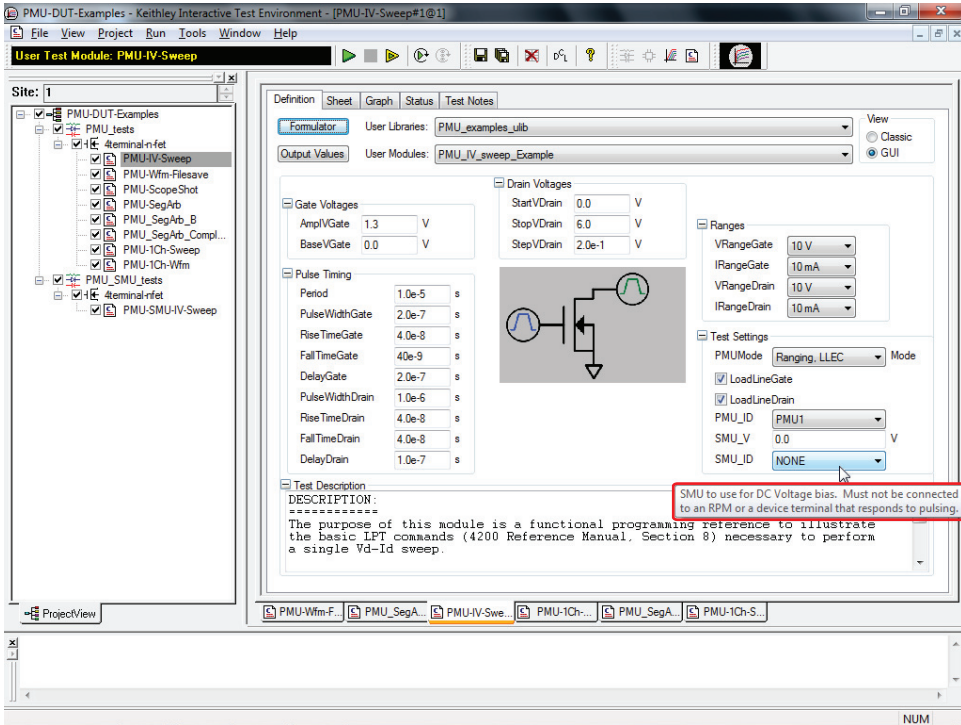 PMU-DUT-Examples - Keithley Interactive Test Environment - [PMU-IV-Sweep#1@1]
File View Project Run Tools Window Help
User Test Module: PMU-IV-Sweep
Site: 1
PMU-DUT-Examples
PMU_tests
4terminal-n-fet
PMU-IV-Sweep
PMU-Wfm-Filesave
PMU-ScopeShot
PMU-SegArb
PMU_SegArb_B
PMU_SegArb_Compl...
PMU-1Ch-Sweep
PMU-1Ch-Wfm
PMU_SMU_tests
4terminal-nfet
PMU-SMU-IV-Sweep
ProjectView
Definition Sheet Graph Status Test Notes
Formulator User Libraries: PMU_examples_ulib
Output Values User Modules: PMU_IV_sweep_Example
View
Classic
GUI
Gate Voltages
AmplVGate 1.3 V
BaseVGate 0.0 V
Drain Voltages
StartVDrain 0.0 V
StopVDrain 6.0 V
StepVDrain 2.0e-1 V
Pulse Timing
Period 1.0e-5 s
PulseWidthGate 2.0e-7 s
RiseTimeGate 4.0e-8 s
FallTimeGate 40e-9 s
DelayGate 2.0e-7 s
PulseWidthDrain 1.0e-6 s
RiseTimeDrain 4.0e-8 s
FallTimeDrain 4.0e-8 s
DelayDrain 1.0e-7 s
Ranges
VRangeGate 10 V
IRangeGate 10 mA
VRangeDrain 10 V
IRangeDrain 10 mA
Test Settings
PMUMode Ranging, LLEC Mode
LoadLineGate
LoadLineDrain
PMU_ID PMU1
SMU_V 0.0 V
SMU_ID NONE
SMU to use for DC Voltage bias. Must not be connected
to an RPM or a device terminal that responds to pulsing.
Test Description
DESCRIPTION:
============
The purpose of this module is a functional programming reference to illustrate
the basic LPT commands (4200 Reference Manual, Section 8) necessary to perform
a single Vd-Id sweep.
PMU-Wfm-F... PMU_SegA... PMU-IV-Swe... PMU-1Ch-... PMU_SegA... PMU-1Ch-S...
NUM